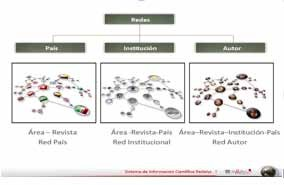 Redes
País
Institución
Autor
Área – Revista
Red País
Área -Revista-País
Red Institucional
Área–Revista–Institución-País
Red Autor
Sistema de Información Científica Redalyc